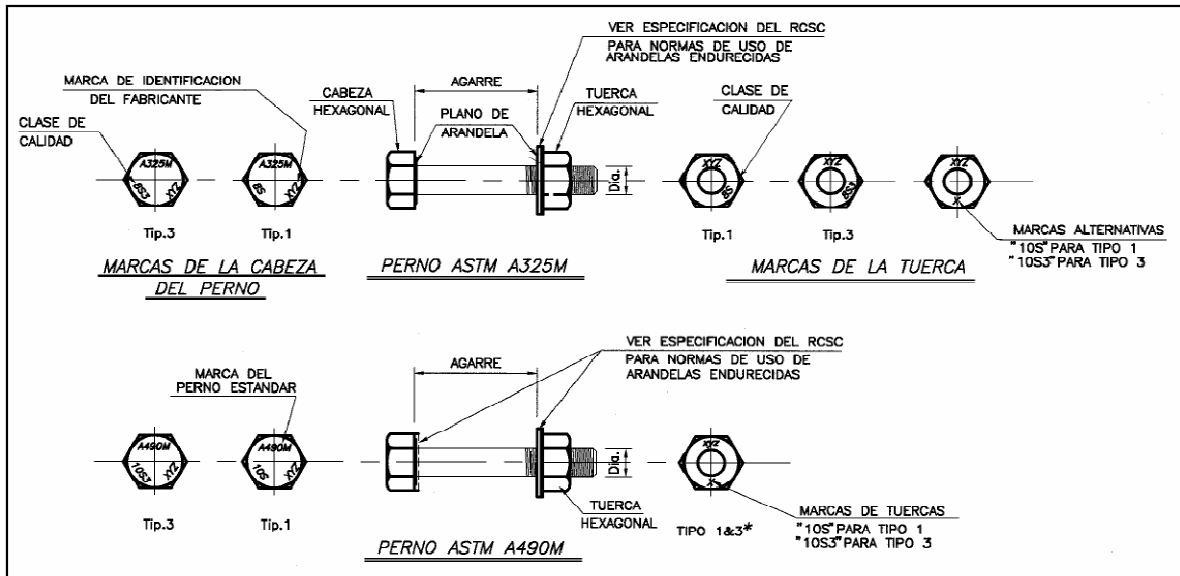 VER ESPECIFICACION DEL RCSC
PARA NORMAS DE USO DE
ARANDELAS ENDURECIDAS
MARCA DE IDENTIFICACION
DEL FABRICANTE
CLASE DE
CALIDAD
CABEZA
HEXAGONAL
AGARRE
PLANO DE
ARANDELA
TUERCA
HEXAGONAL
CLASE DE
CALIDAD
A325M
8S3
XYZ
A325M
8S
XYZ
Dia.
XYZ
8S
XYZ
8S3
XYZ
X
Tip.3
Tip.1
Tip.1
Tip.3
MARCAS ALTERNATIVAS
"10S" PARA TIPO 1
"10S3" PARA TIPO 3
MARCAS DE LA CABEZA
DEL PERNO
PERNO ASTM A325M
MARCAS DE LA TUERCA
VER ESPECIFICACION DEL RCSC
PARA NORMAS DE USO DE
ARANDELAS ENDURECIDAS
MARCA DEL
PERNO ESTANDAR
AGARRE
A490M
10S3
XYZ
A490M
10S
XYZ
Dia.
XYZ
X
Tip.3
Tip.1
TUERCA
HEXAGONAL
TIPO 1&3*
MARCAS DE TUERCAS
"10S" PARA TIPO 1
"10S3" PARA TIPO 3
PERNO ASTM A490M